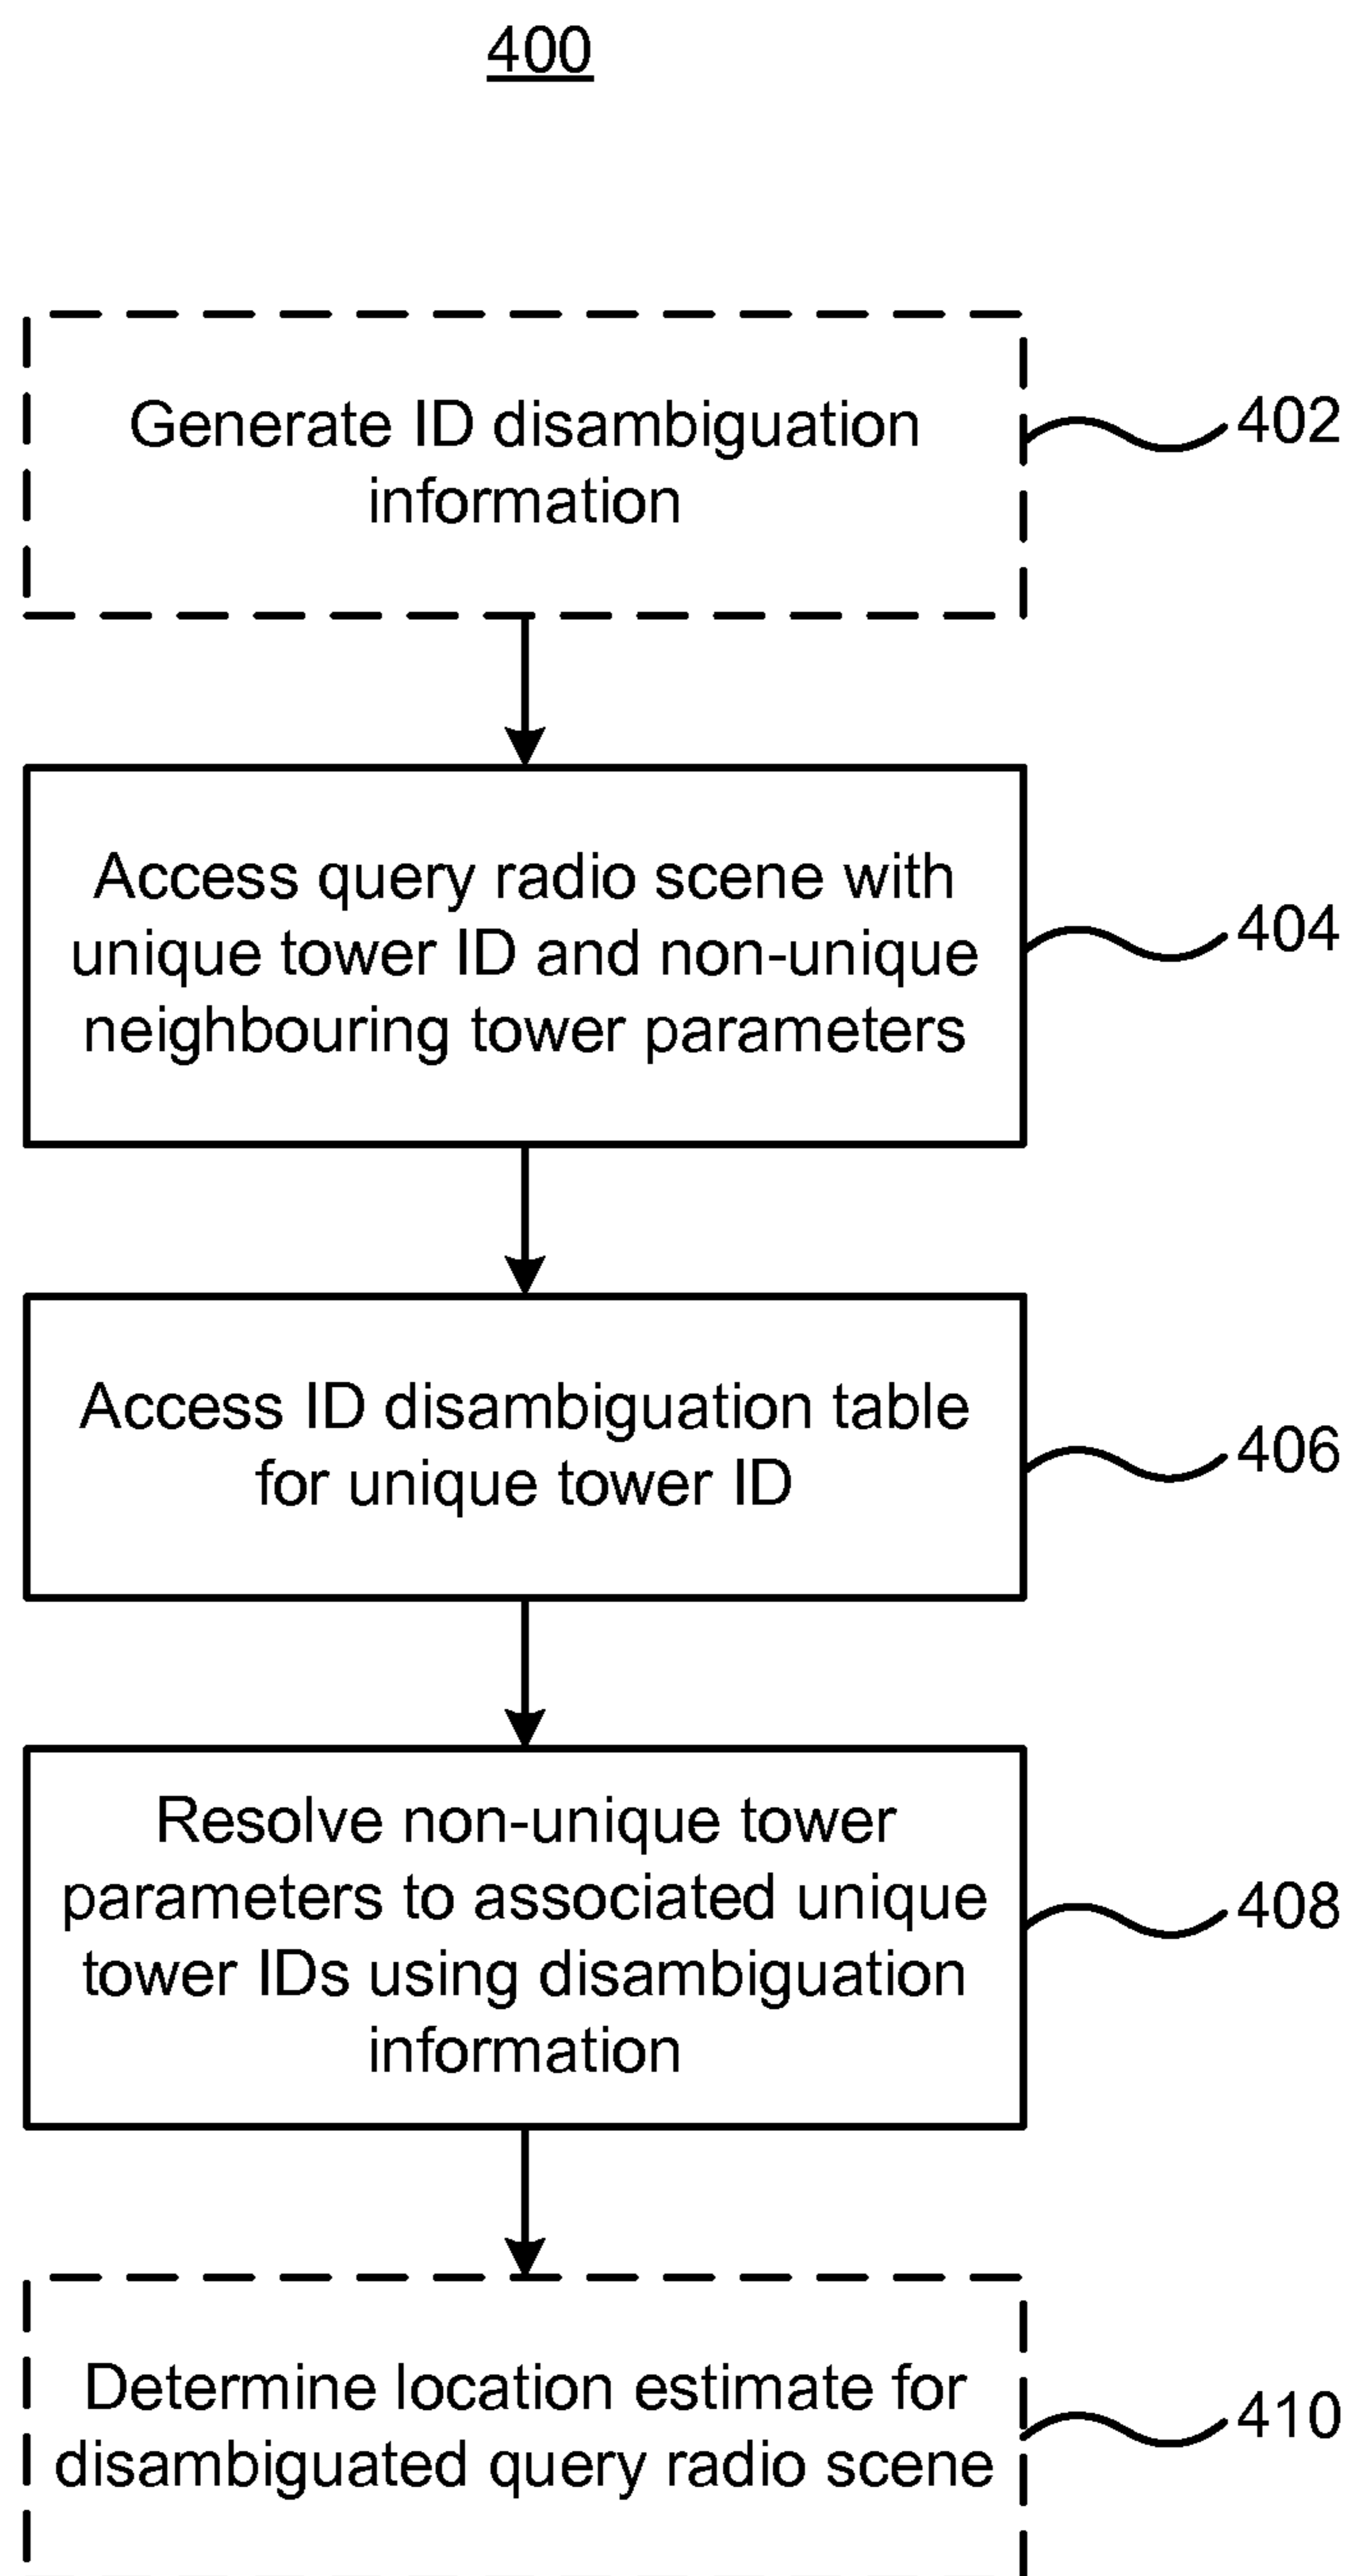 400
Generate ID disambiguation
information
402
Access query radio scene with
unique tower ID and non-unique
neighbouring tower parameters
404
Access ID disambiguation table
for unique tower ID
406
Resolve non-unique tower
parameters to associated unique
tower IDs using disambiguation
information
408
Determine location estimate for
disambiguated query radio scene
410